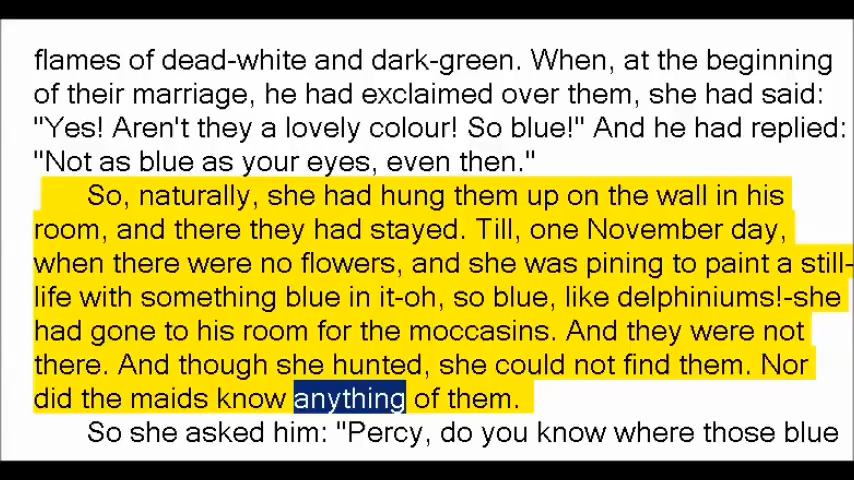 flames of dead-white and dark-green. When, at the beginning
of their marriage, he had exclaimed over them, she had said:
"Yes! Aren't they a lovely colour! So blue!" And he had replied:
"Not as blue as your eyes, even then."
So, naturally, she had hung them up on the wall in his
room, and there they had stayed. Till, one November day,
when there were no flowers, and she was pining to paint a still-
life with something blue in it-oh, so blue, like delphiniums!-she
had gone to his room for the moccasins. And they were not
there. And though she hunted, she could not find them. Nor
did the maids know anything of them.
So she asked him: "Percy, do you know where those blue